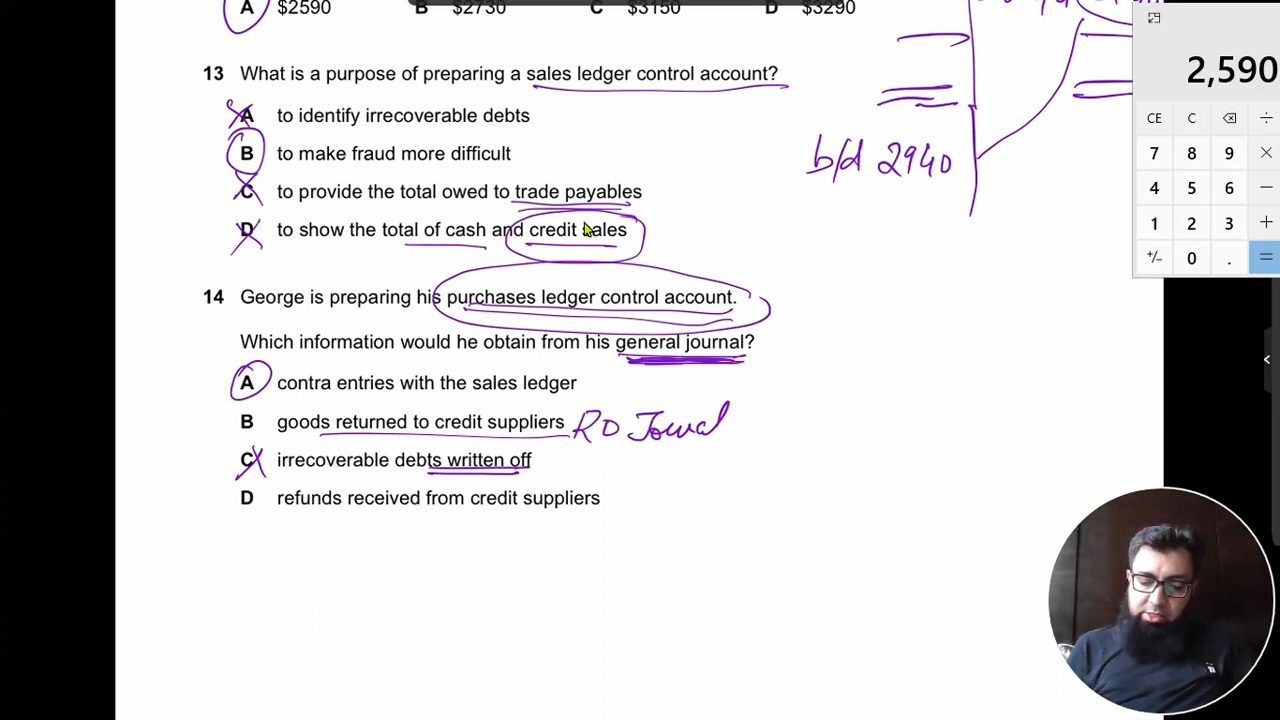 A $2590 B $2730 C $3150 D $3290
13 What is a purpose of preparing a sales ledger control account?
A to identify irrecoverable debts
B to make fraud more difficult
C to provide the total owed to trade payables
D to show the total of cash and credit sales
14 George is preparing his purchases ledger control account.
Which information would he obtain from his general journal?
A contra entries with the sales ledger
B goods returned to credit suppliers RO Journal
C irrecoverable debts written off
D refunds received from credit suppliers
b/d 2940
2,590
CE C ⌫ ÷
7 8 9 ×
4 5 6 −
1 2 3 +
+/− 0 . =